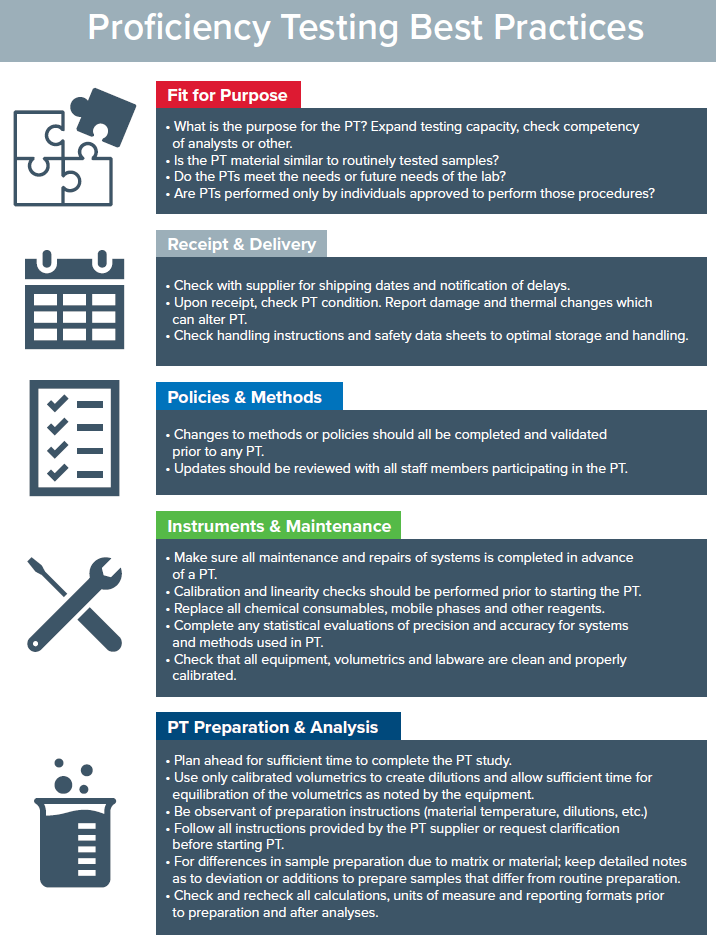 Proficiency Testing Best Practices
Fit for Purpose
• What is the purpose for the PT? Expand testing capacity, check competency
of analysts or other.
• Is the PT material similar to routinely tested samples?
• Do the PTs meet the needs or future needs of the lab?
• Are PTs performed only by individuals approved to perform those procedures?
Receipt & Delivery
• Check with supplier for shipping dates and notification of delays.
• Upon receipt, check PT condition. Report damage and thermal changes which
can alter PT.
• Check handling instructions and safety data sheets to optimal storage and handling.
Policies & Methods
• Changes to methods or policies should all be completed and validated
prior to any PT.
• Updates should be reviewed with all staff members participating in the PT.
Instruments & Maintenance
• Make sure all maintenance and repairs of systems is completed in advance
of a PT.
• Calibration and linearity checks should be performed prior to starting the PT.
• Replace all chemical consumables, mobile phases and other reagents.
• Complete any statistical evaluations of precision and accuracy for systems
and methods used in PT.
• Check that all equipment, volumetrics and labware are clean and properly
calibrated.
PT Preparation & Analysis
• Plan ahead for sufficient time to complete the PT study.
• Use only calibrated volumetrics to create dilutions and allow sufficient time for
equilibration of the volumetrics as noted by the equipment.
• Be observant of preparation instructions (material temperature, dilutions, etc.)
• Follow all instructions provided by the PT supplier or request clarification
before starting PT.
• For differences in sample preparation due to matrix or material; keep detailed notes
as to deviation or additions to prepare samples that differ from routine preparation.
• Check and recheck all calculations, units of measure and reporting formats prior
to preparation and after analyses.